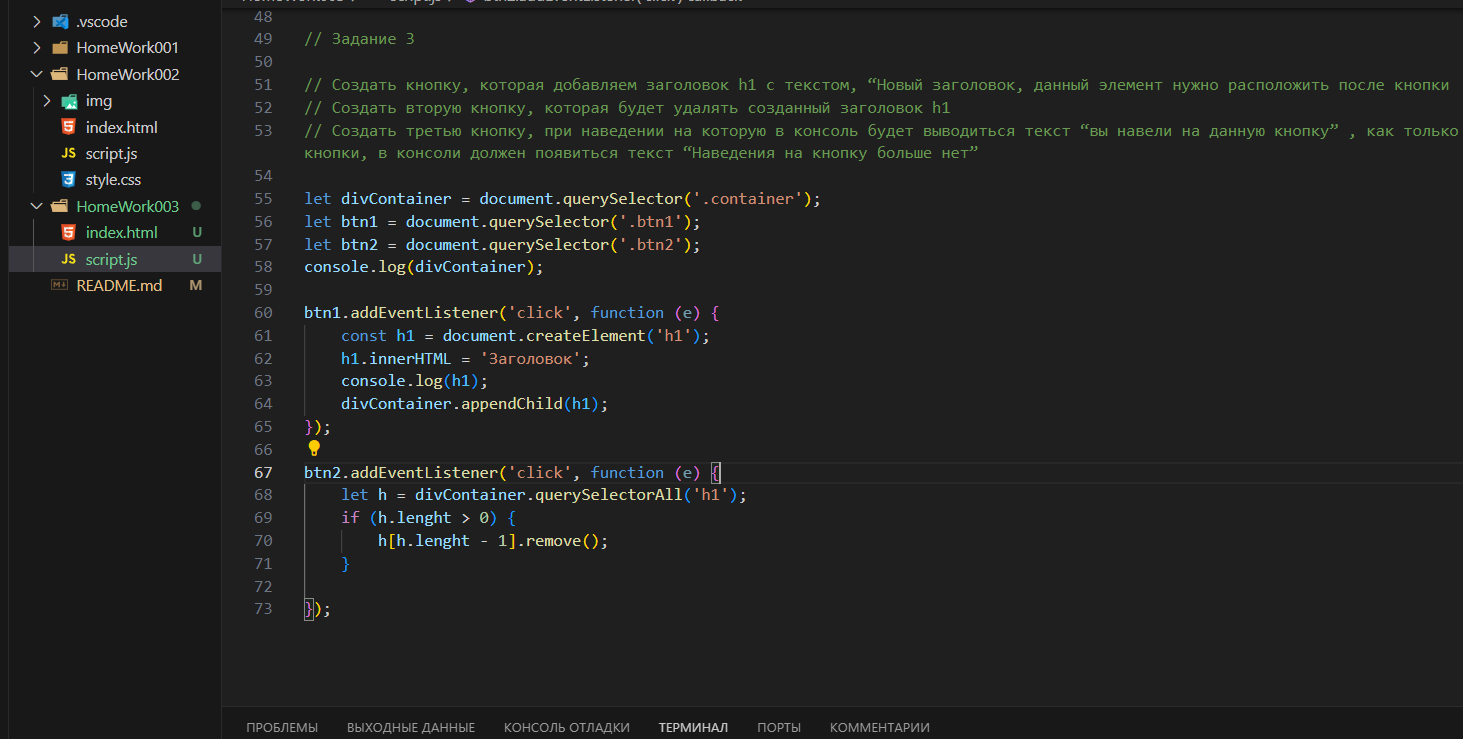 .vscode
HomeWork001
HomeWork002
img
index.html
JS script.js
style.css
HomeWork003
index.html U
JS script.js U
README.md M
48
49 // Задание 3
50
51 // Создать кнопку, которая добавляем заголовок h1 с текстом, “Новый заголовок, данный элемент нужно расположить после кнопки
52 // Создать вторую кнопку, которая будет удалять созданный заголовок h1
53 // Создать третью кнопку, при наведении на которую в консоль будет выводиться текст “вы навели на данную кнопку” , как только
кнопки, в консоли должен появиться текст “Наведения на кнопку больше нет”
54
55 let divContainer = document.querySelector('.container');
56 let btn1 = document.querySelector('.btn1');
57 let btn2 = document.querySelector('.btn2');
58 console.log(divContainer);
59
60 btn1.addEventListener('click', function (e) {
61 const h1 = document.createElement('h1');
62 h1.innerHTML = 'Заголовок';
63 console.log(h1);
64 divContainer.appendChild(h1);
65 });
66
67 btn2.addEventListener('click', function (e) {
68 let h = divContainer.querySelectorAll('h1');
69 if (h.lenght > 0) {
70 h[h.lenght - 1].remove();
71 }
72
73 });
ПРОБЛЕМЫ ВЫХОДНЫЕ ДАННЫЕ КОНСОЛЬ ОТЛАДКИ ТЕРМИНАЛ ПОРТЫ КОММЕНТАРИИ